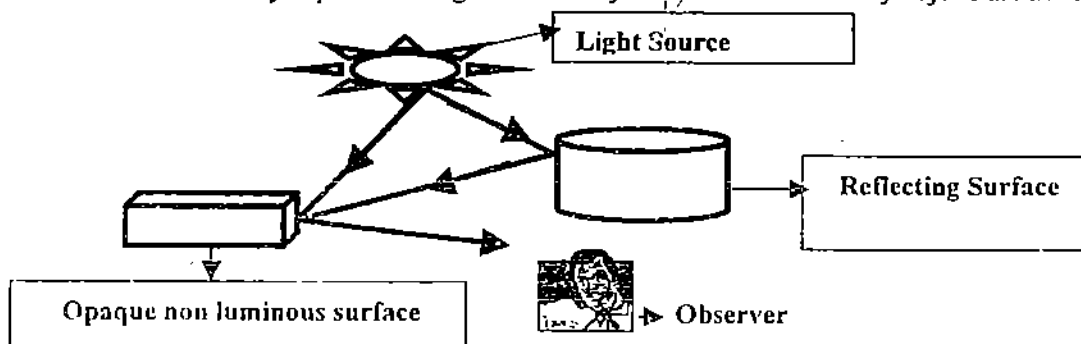 Light Source
Reflecting Surface
Opaque non luminous surface
Observer